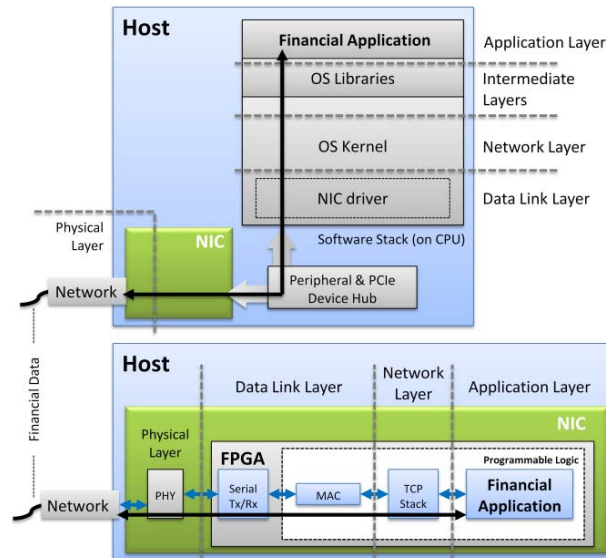 Host
Financial Application
Application Layer
OS Libraries
Intermediate
Layers
OS Kernel
Network Layer
NIC driver
Data Link Layer
Software Stack (on CPU)
Physical
Layer
NIC
Network
Peripheral & PCIe
Device Hub
Financial Data
Host
Data Link Layer
Network
Layer
Application Layer
NIC
Physical
Layer
FPGA
Programmable Logic
Network
PHY
Serial
Tx/Rx
MAC
TCP
Stack
Financial
Application